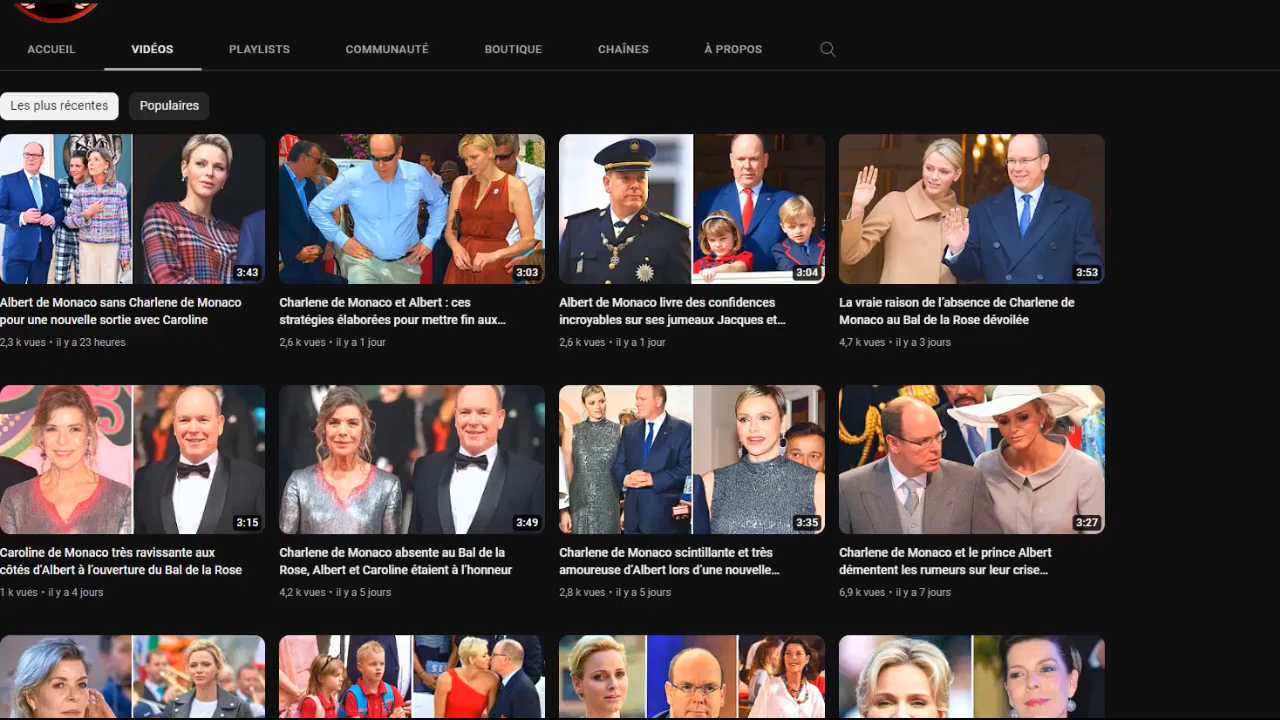 ACCUEIL VIDÉOS PLAYLISTS COMMUNAUTÉ BOUTIQUE CHAÎNES À PROPOS
Les plus récentes Populaires
3:43 3:03 3:04 3:53
Albert de Monaco sans Charlene de Monaco
pour une nouvelle sortie avec Caroline
2,3 k vues • il y a 23 heures
Charlene de Monaco et Albert : ces
stratégies élaborées pour mettre fin aux...
2,6 k vues • il y a 1 jour
Albert de Monaco livre des confidences
incroyables sur ses jumeaux Jacques et...
2,6 k vues • il y a 1 jour
La vraie raison de l’absence de Charlene de
Monaco au Bal de la Rose dévoilée
4,7 k vues • il y a 3 jours
3:15 3:49 3:35 3:27
Caroline de Monaco très ravissante aux
côtés d’Albert à l’ouverture du Bal de la Rose
1 k vues • il y a 4 jours
Charlene de Monaco absente au Bal de la
Rose, Albert et Caroline étaient à l’honneur
4,2 k vues • il y a 5 jours
Charlene de Monaco scintillante et très
amoureuse d’Albert lors d’une nouvelle...
2,8 k vues • il y a 5 jours
Charlene de Monaco et le prince Albert
démentent les rumeurs sur leur crise...
6,9 k vues • il y a 7 jours